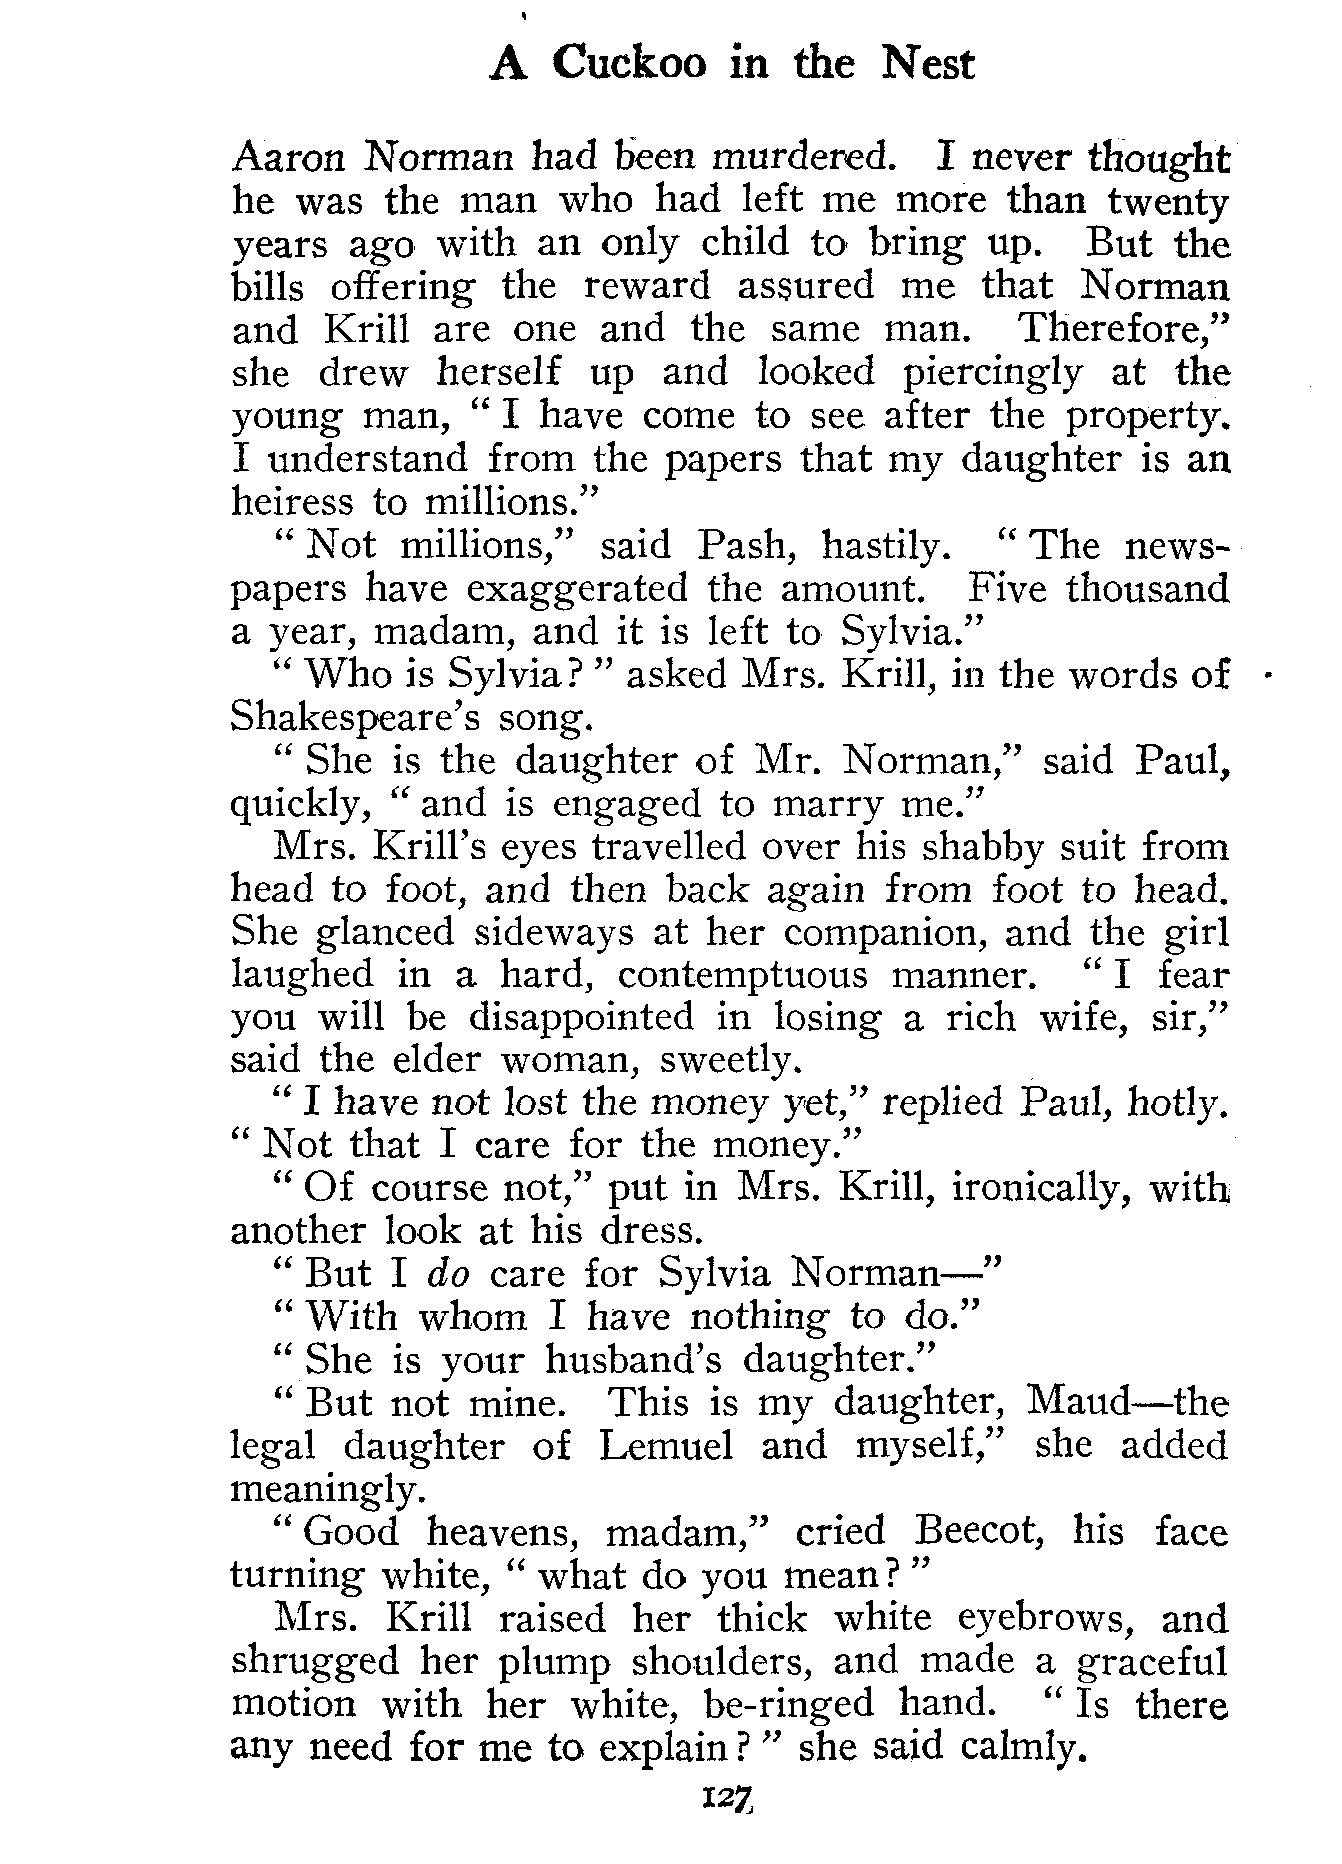 A Cuckoo in the Nest
Aaron Norman had been murdered. I never thought
he was the man who had left me more than twenty
years ago with an only child to bring up. But the
bills offering the reward assured me that Norman
and Krill are one and the same man. Therefore,”
she drew herself up and looked piercingly at the
young man, “ I have come to see after the property.
I understand from the papers that my daughter is an
heiress to millions.”
“ Not millions,” said Pash, hastily. “ The news-
papers have exaggerated the amount. Five thousand
a year, madam, and it is left to Sylvia.”
“ Who is Sylvia? ” asked Mrs. Krill, in the words of
Shakespeare’s song.
“ She is the daughter of Mr. Norman,” said Paul,
quickly, “ and is engaged to marry me.”
Mrs. Krill’s eyes travelled over his shabby suit from
head to foot, and then back again from foot to head.
She glanced sideways at her companion, and the girl
laughed in a hard, contemptuous manner. “ I fear
you will be disappointed in losing a rich wife, sir,”
said the elder woman, sweetly.
“ I have not lost the money yet,” replied Paul, hotly.
“ Not that I care for the money.”
“ Of course not,” put in Mrs. Krill, ironically, with
another look at his dress.
“ But I do care for Sylvia Norman—”
“ With whom I have nothing to do.”
“ She is your husband’s daughter.”
“ But not mine. This is my daughter, Maud—the
legal daughter of Lemuel and myself,” she added
meaningly.
“ Good heavens, madam,” cried Beecot, his face
turning white, “ what do you mean? ”
Mrs. Krill raised her thick white eyebrows, and
shrugged her plump shoulders, and made a graceful
motion with her white, be-ringed hand. “ Is there
any need for me to explain? ” she said calmly.
127